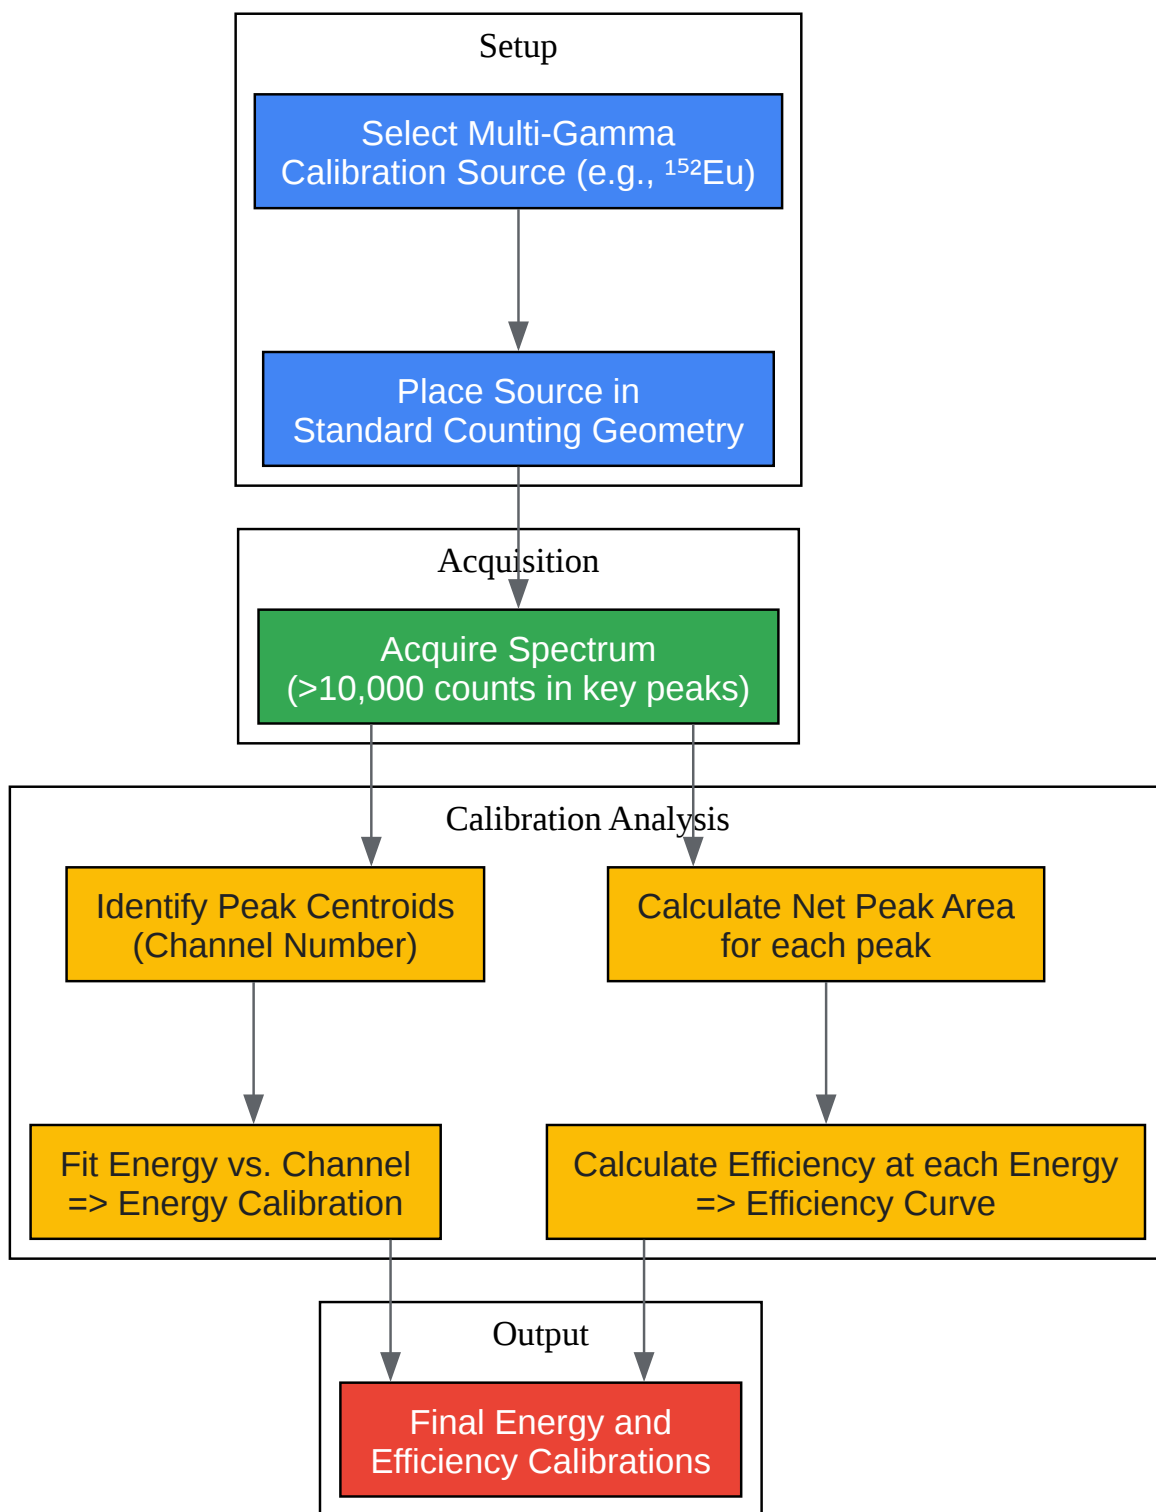 Setup
Select Multi-Gamma
Calibration Source (e.g., ¹⁵²Eu)
Place Source in
Standard Counting Geometry
Acquisition
Acquire Spectrum
(>10,000 counts in key peaks)
Calibration Analysis
Identify Peak Centroids
(Channel Number)
Calculate Net Peak Area
for each peak
Fit Energy vs. Channel
=> Energy Calibration
Calculate Efficiency at each Energy
=> Efficiency Curve
Output
Final Energy and
Efficiency Calibrations